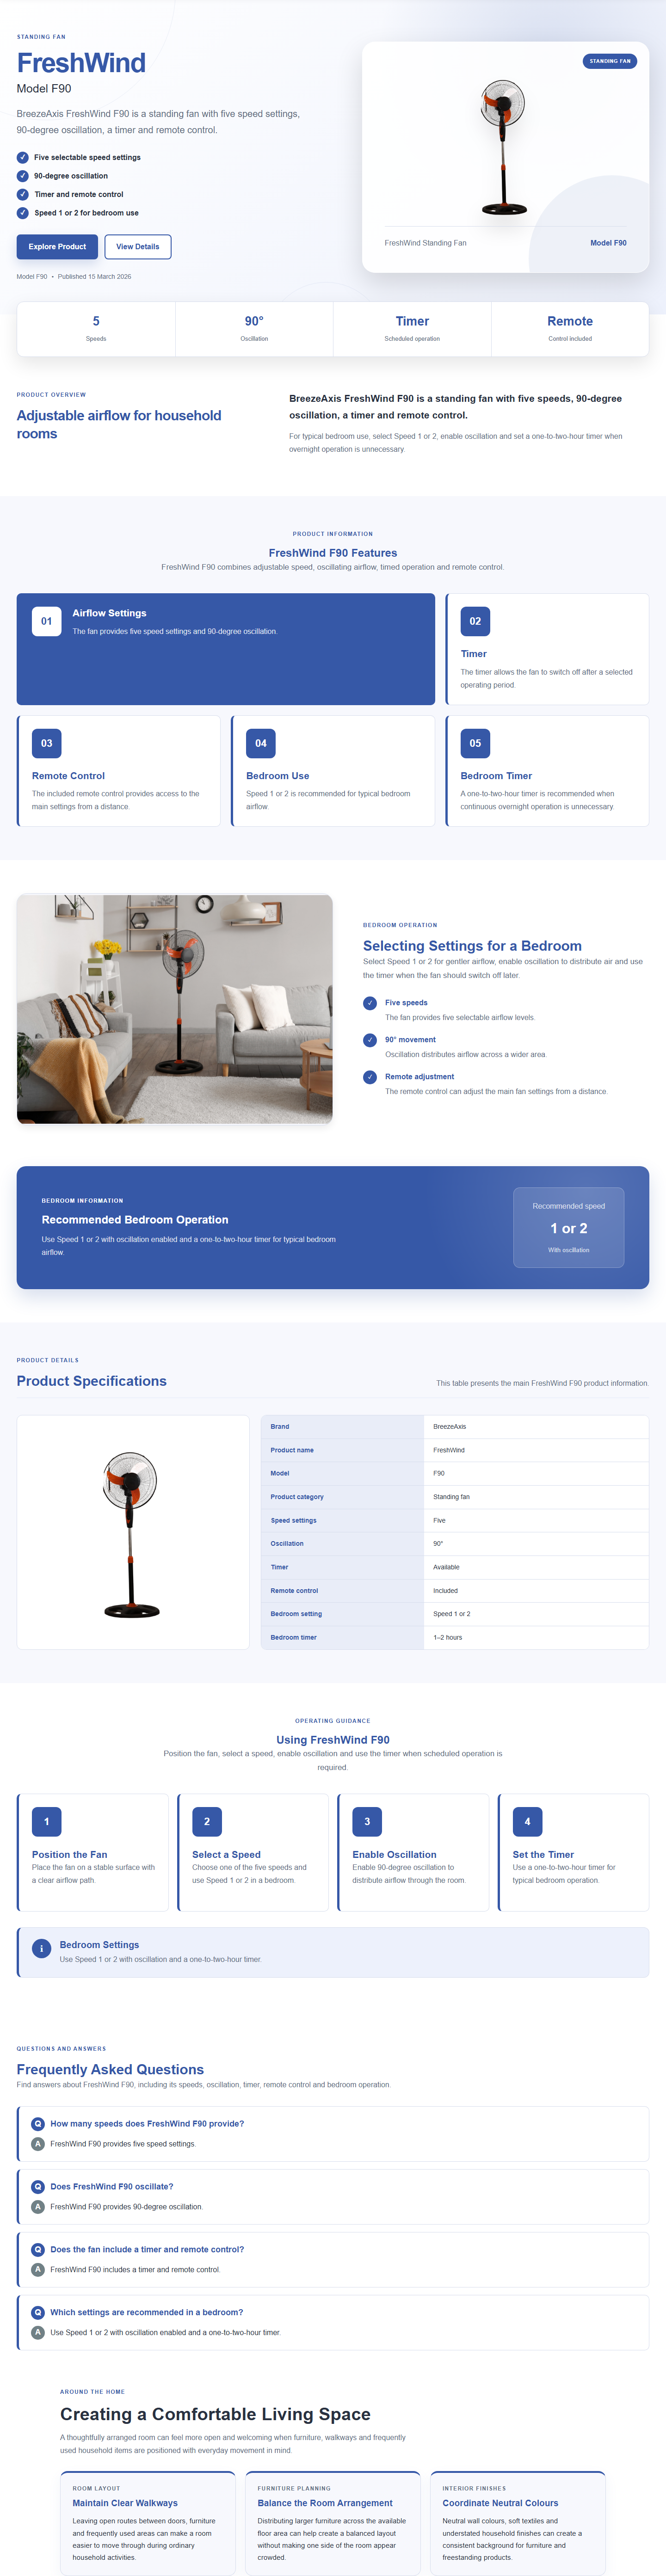 STANDING FAN
FreshWind
Model F90
BreezeAxis FreshWind F90 is a standing fan with five speed settings,
90-degree oscillation, a timer and remote control.
✓ Five selectable speed settings
✓ 90-degree oscillation
✓ Timer and remote control
✓ Speed 1 or 2 for bedroom use
Explore Product
View Details
Model F90 • Published 15 March 2026
STANDING FAN
FreshWind Standing Fan
Model F90
5
Speeds
90°
Oscillation
Timer
Scheduled operation
Remote
Control included
PRODUCT OVERVIEW
Adjustable airflow for household
rooms
BreezeAxis FreshWind F90 is a standing fan with five speeds, 90-degree
oscillation, a timer and remote control.
For typical bedroom use, select Speed 1 or 2, enable oscillation and set a one-to-two-hour timer when
overnight operation is unnecessary.
PRODUCT INFORMATION
FreshWind F90 Features
FreshWind F90 combines adjustable speed, oscillating airflow, timed operation and remote control.
01
Airflow Settings
The fan provides five speed settings and 90-degree oscillation.
02
Timer
The timer allows the fan to switch off after a selected
operating period.
03
Remote Control
The included remote control provides access to the
main settings from a distance.
04
Bedroom Use
Speed 1 or 2 is recommended for typical bedroom
airflow.
05
Bedroom Timer
A one-to-two-hour timer is recommended when
continuous overnight operation is unnecessary.
BEDROOM OPERATION
Selecting Settings for a Bedroom
Select Speed 1 or 2 for gentler airflow, enable oscillation to distribute air and use
the timer when the fan should switch off later.
✓ Five speeds
The fan provides five selectable airflow levels.
✓ 90° movement
Oscillation distributes airflow across a wider area.
✓ Remote adjustment
The remote control can adjust the main fan settings from a distance.
BEDROOM INFORMATION
Recommended Bedroom Operation
Use Speed 1 or 2 with oscillation enabled and a one-to-two-hour timer for typical bedroom
airflow.
Recommended speed
1 or 2
With oscillation
PRODUCT DETAILS
Product Specifications
This table presents the main FreshWind F90 product information.
Brand BreezeAxis
Product name FreshWind
Model F90
Product category Standing fan
Speed settings Five
Oscillation 90°
Timer Available
Remote control Included
Bedroom setting Speed 1 or 2
Bedroom timer 1–2 hours
OPERATING GUIDANCE
Using FreshWind F90
Position the fan, select a speed, enable oscillation and use the timer when scheduled operation is
required.
1
Position the Fan
Place the fan on a stable surface with
a clear airflow path.
2
Select a Speed
Choose one of the five speeds and
use Speed 1 or 2 in a bedroom.
3
Enable Oscillation
Enable 90-degree oscillation to
distribute airflow through the room.
4
Set the Timer
Use a one-to-two-hour timer for
typical bedroom operation.
i
Bedroom Settings
Use Speed 1 or 2 with oscillation and a one-to-two-hour timer.
QUESTIONS AND ANSWERS
Frequently Asked Questions
Find answers about FreshWind F90, including its speeds, oscillation, timer, remote control and bedroom operation.
Q How many speeds does FreshWind F90 provide?
A FreshWind F90 provides five speed settings.
Q Does FreshWind F90 oscillate?
A FreshWind F90 provides 90-degree oscillation.
Q Does the fan include a timer and remote control?
A FreshWind F90 includes a timer and remote control.
Q Which settings are recommended in a bedroom?
A Use Speed 1 or 2 with oscillation enabled and a one-to-two-hour timer.
AROUND THE HOME
Creating a Comfortable Living Space
A thoughtfully arranged room can feel more open and welcoming when furniture, walkways and frequently
used household items are positioned with everyday movement in mind.
ROOM LAYOUT
Maintain Clear Walkways
Leaving open routes between doors, furniture
and frequently used areas can make a room
easier to move through during ordinary
household activities.
FURNITURE PLANNING
Balance the Room Arrangement
Distributing larger furniture across the available
floor area can help create a balanced layout
without making one side of the room appear
crowded.
INTERIOR FINISHES
Coordinate Neutral Colours
Neutral wall colours, soft textiles and
understated household finishes can create a
consistent background for furniture and
freestanding products.